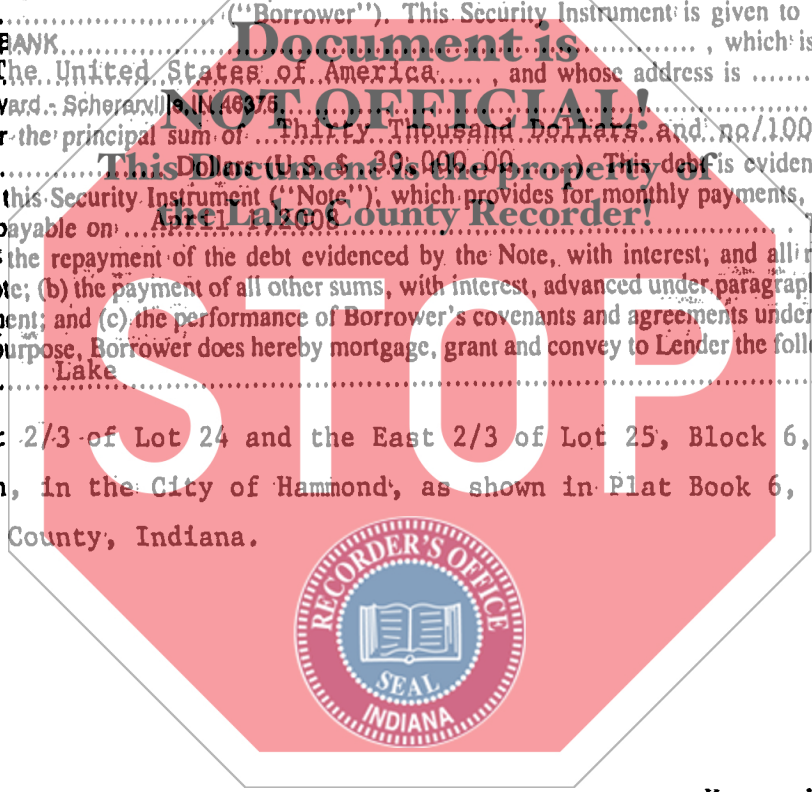 ("Borrower"). This Security Instrument is given to
Document is
BANK , which is
The United States of America , and whose address is
NOT OFFICIAL!
vard - Schererville, IN 46375
r the principal sum of Thirty Thousand Dollars and no/100
This Document is the property of
Dollars (U.S. $ 30,000.00 ). This debt is eviden
this Security Instrument ("Note"), which provides for monthly payments,
the Lake County Recorder!
payable on April 1, 2008
the repayment of the debt evidenced by the Note, with interest, and all r
te; (b) the payment of all other sums, with interest, advanced under paragraph
ent; and (c) the performance of Borrower's covenants and agreements under
urpose, Borrower does hereby mortgage, grant and convey to Lender the foll
Lake
STOP
2/3 of Lot 24 and the East 2/3 of Lot 25, Block 6,
n, in the City of Hammond, as shown in Plat Book 6,
County, Indiana.
RECORDER'S OFFICE
SEAL
INDIANA